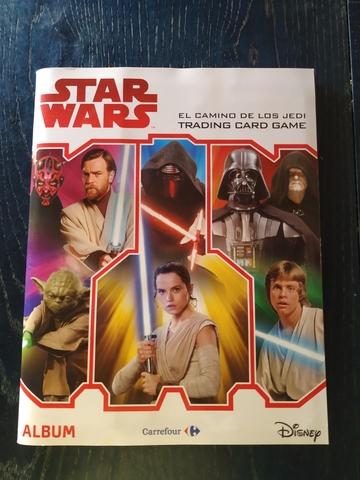 STAR
WARS
EL CAMINO DE LOS JEDI
TRADING CARD GAME
ALBUM
Carrefour
Disney